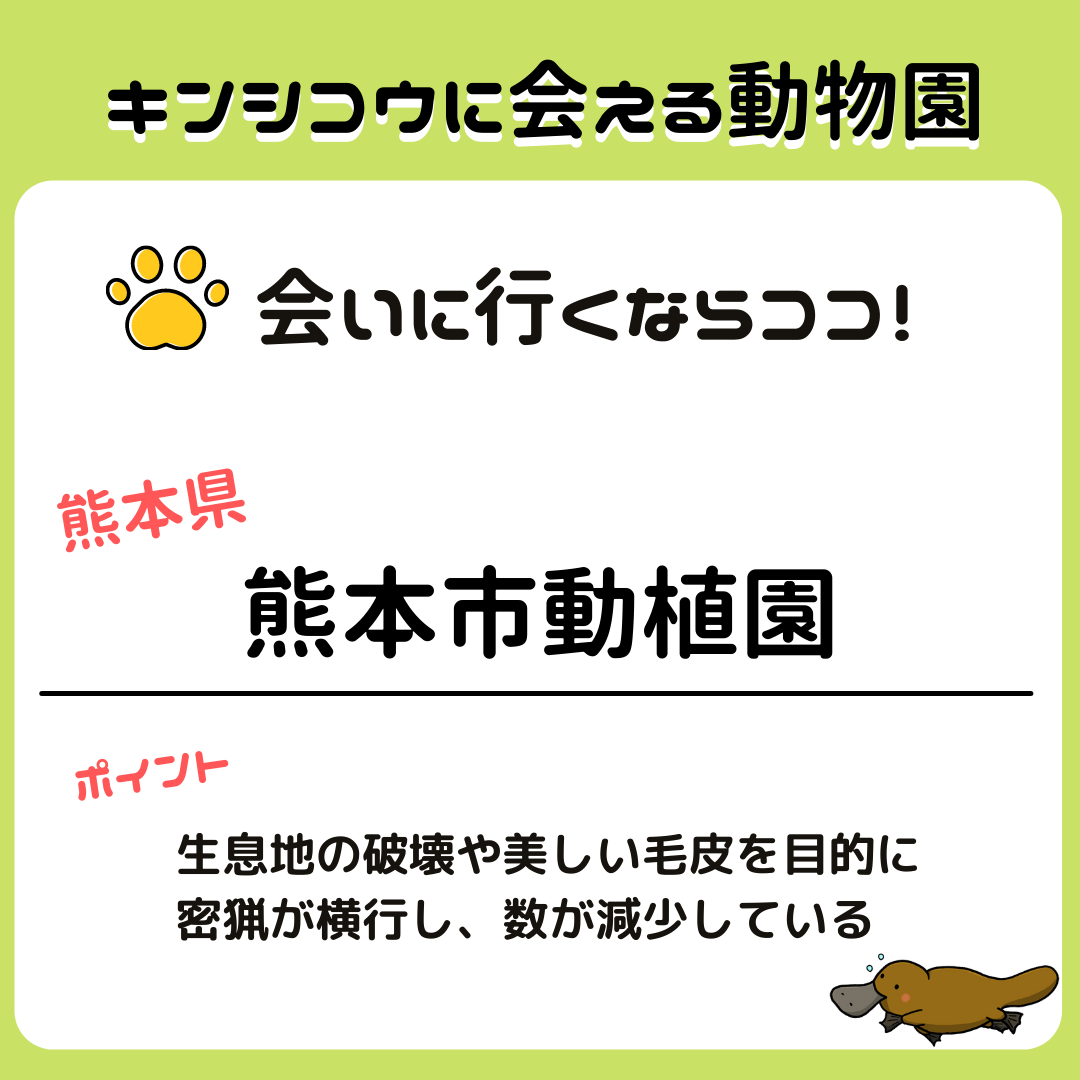 キンシコウに会える動物園
会いに行くならココ!
熊本県
熊本市動植園
ポイント
生息地の破壊や美しい毛皮を目的に
密猟が横行し、数が減少している